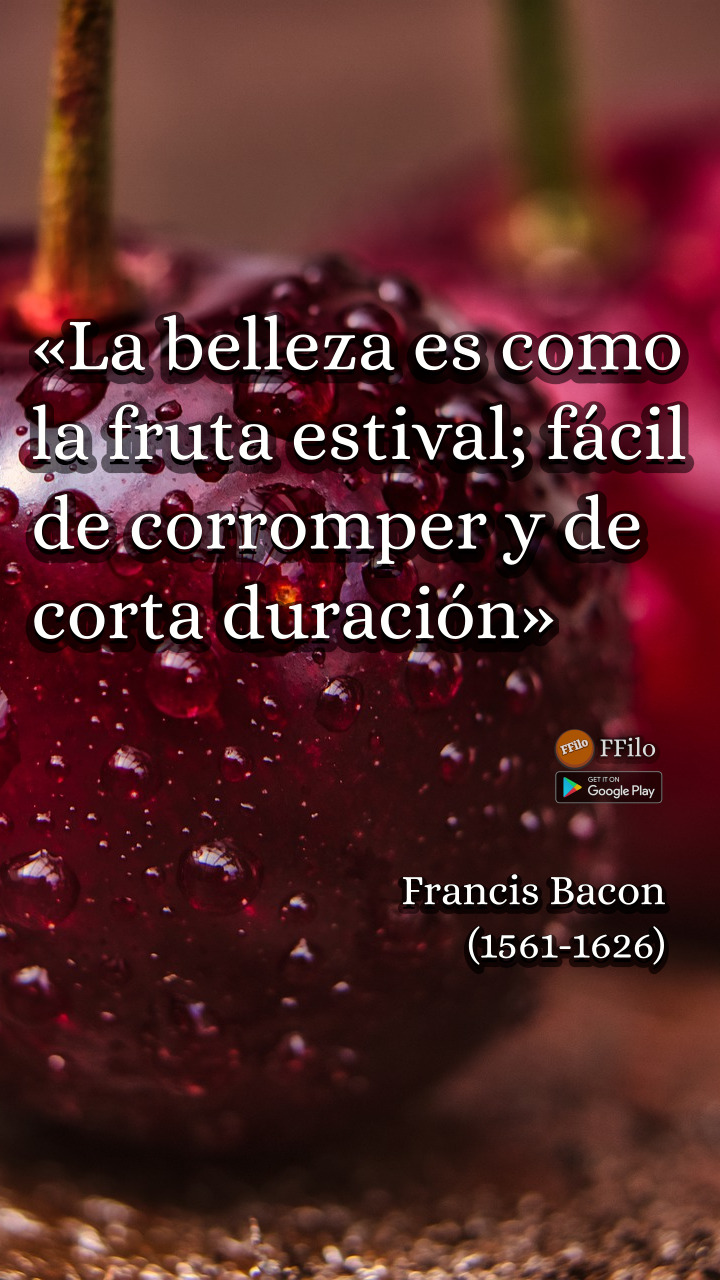 «La belleza es como
la fruta estival; fácil
de corromper y de
corta duración»
FFilo FFilo
GET IT ON
Google Play
Francis Bacon
(1561-1626)